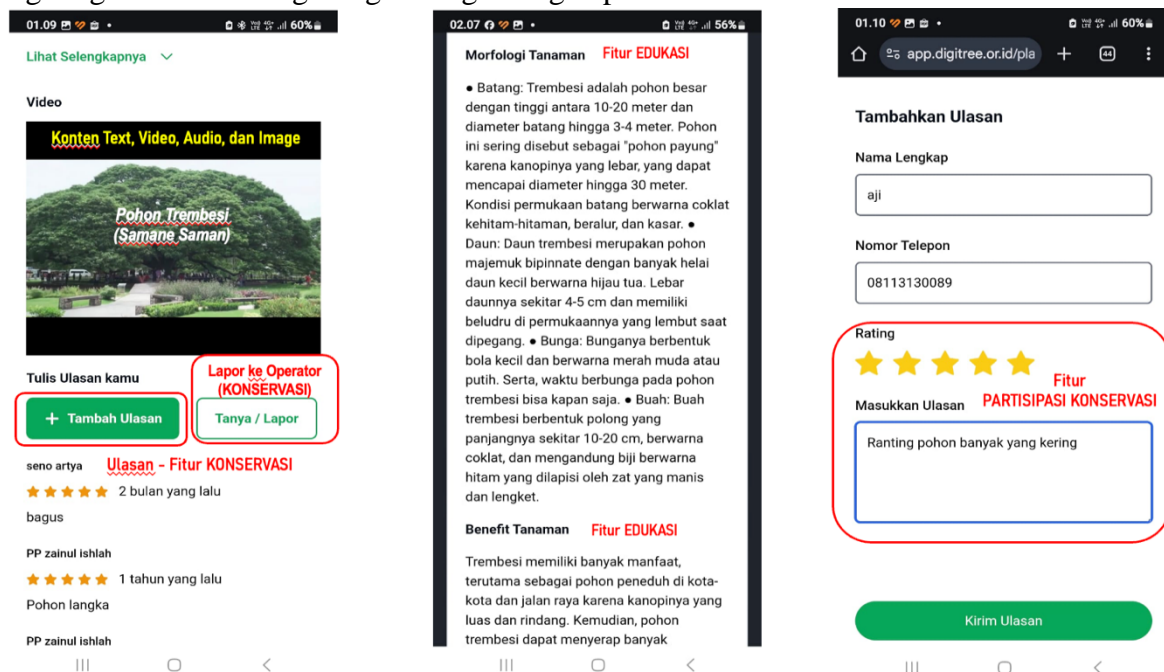 01.09
60%
Lihat Selengkapnya
Video
Konten Text, Video, Audio, dan Image
Pohon Trembesi
(Samane Saman)
Tulis Ulasan kamu
Lapor ke Operator
(KONSERVASI)
+ Tambah Ulasan
Tanya / Lapor
seno artya
Ulasan - Fitur KONSERVASI
2 bulan yang lalu
bagus
PP zainul ishlah
1 tahun yang lalu
Pohon langka
PP zainul ishlah
02.07
56%
Morfologi Tanaman
Fitur EDUKASI
● Batang: Trembesi adalah pohon besar
dengan tinggi antara 10-20 meter dan
diameter batang hingga 3-4 meter. Pohon
ini sering disebut sebagai "pohon payung"
karena kanopinya yang lebar, yang dapat
mencapai diameter hingga 30 meter.
Kondisi permukaan batang berwarna coklat
kehitam-hitaman, beralur, dan kasar. ●
Daun: Daun trembesi merupakan pohon
majemuk bipinnate dengan banyak helai
daun kecil berwarna hijau tua. Lebar
daunnya sekitar 4-5 cm dan memiliki
beludru di permukaannya yang lembut saat
dipegang. ● Bunga: Bunganya berbentuk
bola kecil dan berwarna merah muda atau
putih. Serta, waktu berbunga pada pohon
trembesi bisa kapan saja. ● Buah: Buah
trembesi berbentuk polong yang
panjangnya sekitar 10-20 cm, berwarna
coklat, dan mengandung biji berwarna
hitam yang dilapisi oleh zat yang manis
dan lengket.
Benefit Tanaman
Fitur EDUKASI
Trembesi memiliki banyak manfaat,
terutama sebagai pohon peneduh di kota-
kota dan jalan raya karena kanopinya yang
luas dan rindang. Kemudian, pohon
trembesi dapat menyerap banyak
01.10
60%
app.digitree.or.id/pla
44
Tambahkan Ulasan
Nama Lengkap
aji
Nomor Telepon
08113130089
Rating
Fitur
PARTISIPASI KONSERVASI
Masukkan Ulasan
Ranting pohon banyak yang kering
Kirim Ulasan